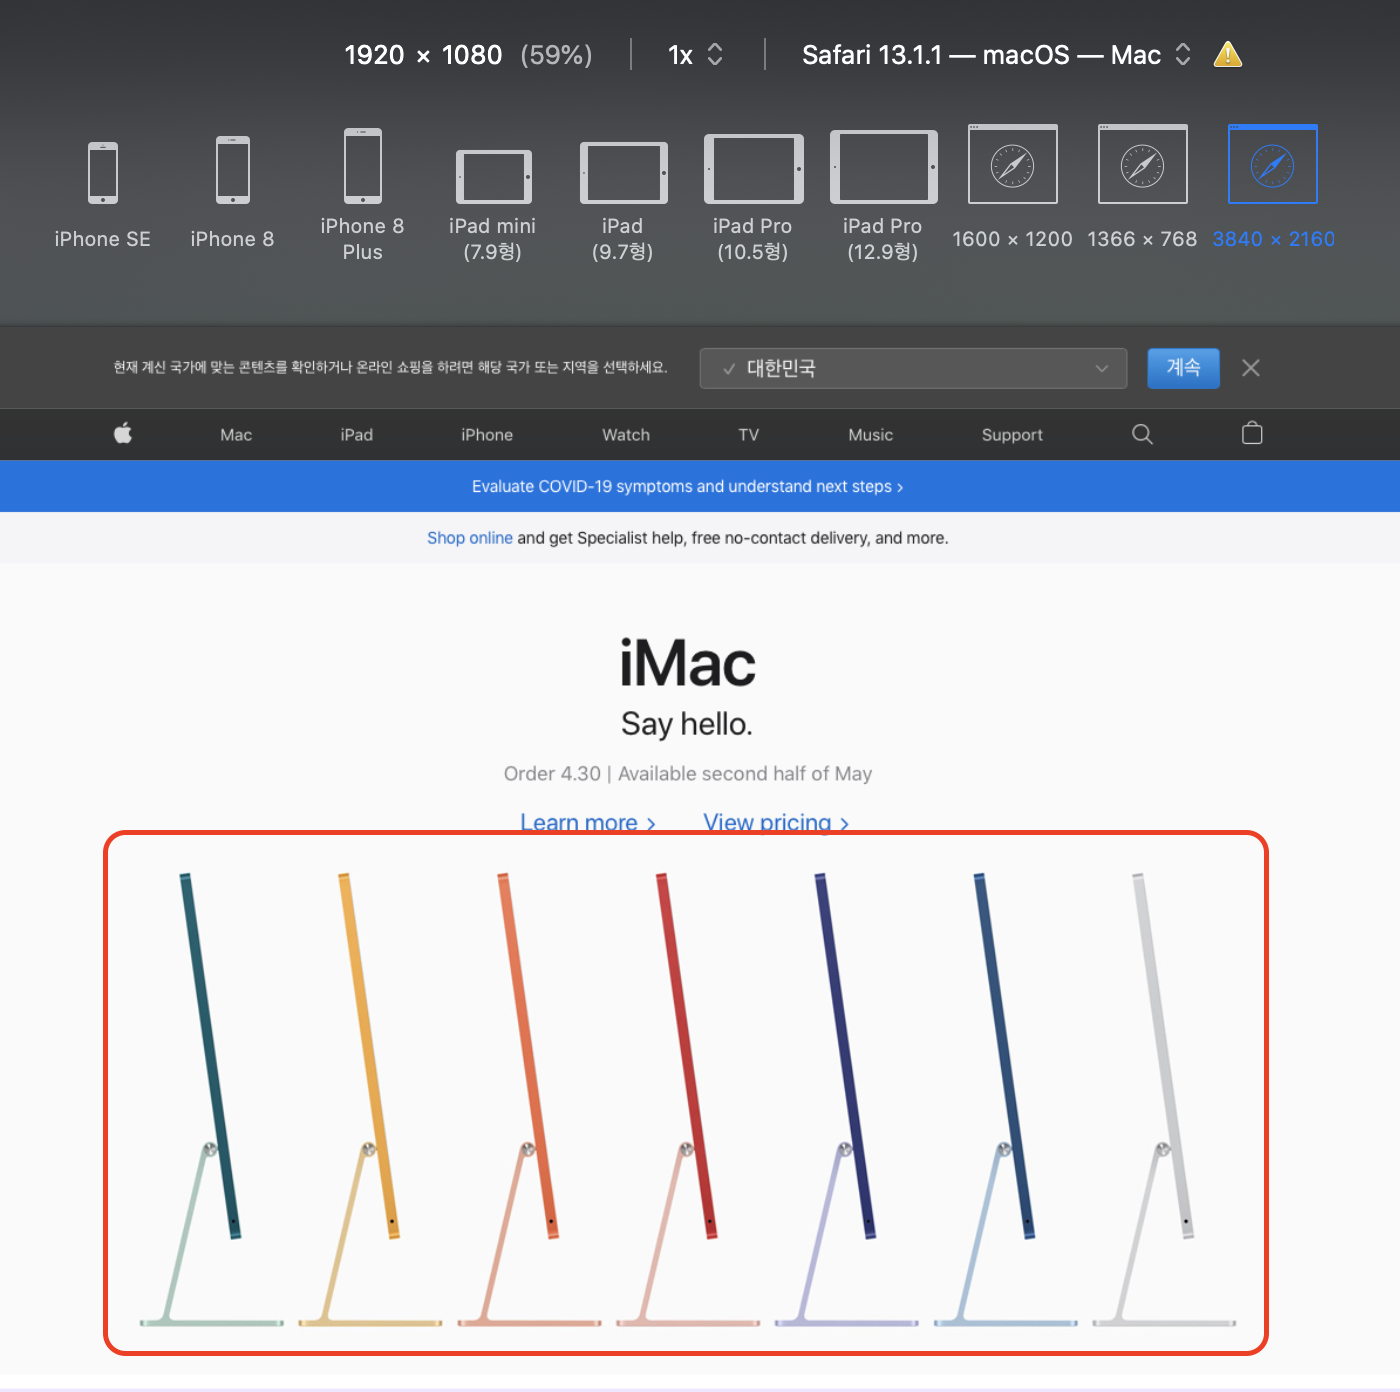 1920 × 1080 (59%) 1x Safari 13.1.1 — macOS — Mac
iPhone SE
iPhone 8
iPhone 8
Plus
iPad mini
(7.9형)
iPad
(9.7형)
iPad Pro
(10.5형)
iPad Pro
(12.9형)
1600 × 1200
1366 × 768
3840 × 2160
현재 계신 국가에 맞는 콘텐츠를 확인하거나 온라인 쇼핑을 하려면 해당 국가 또는 지역을 선택하세요. 대한민국 계속
Mac iPad iPhone Watch TV Music Support
Evaluate COVID-19 symptoms and understand next steps ›
Shop online and get Specialist help, free no-contact delivery, and more.
iMac
Say hello.
Order 4.30 | Available second half of May
Learn more › View pricing ›